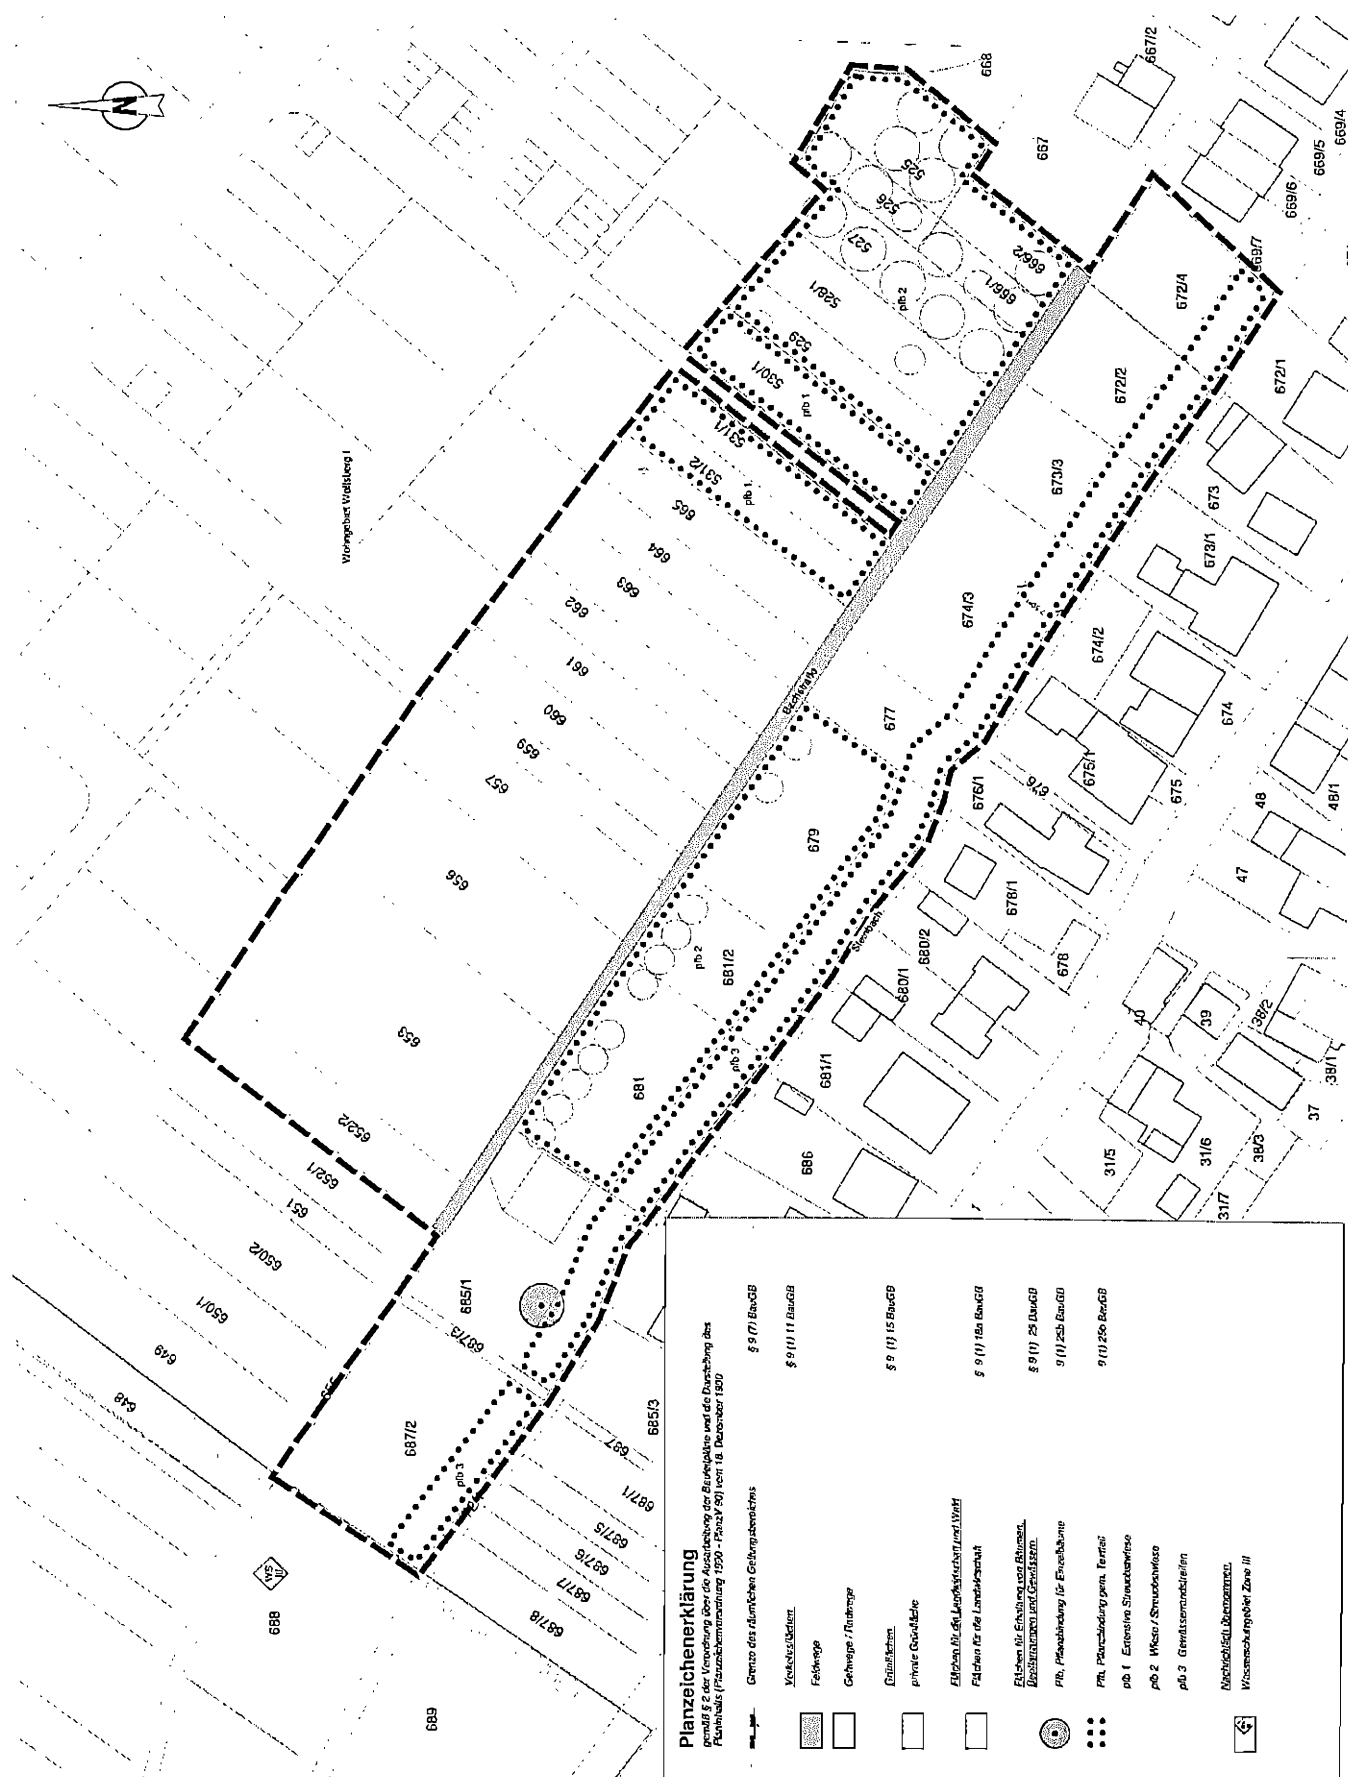 N
668
667/2
667
669/4
669/5
669/6
669/7
525
526
527
528/1
529
530/1
531/1
531/2
pfb 1
pfb 1
pfb 2
666/2
666/1
665
664
663
662
661
660
659
657
656
653
652/2
652/1
651
650/2
650/1
649
648
Wohngebiet
Bachstraße
672/4
672/2
672/1
673/3
673
673/1
674/3
674/2
674
677
675/1
675
676
676/1
679
678/1
678
680/2
680/1
681/2
681
681/1
pfb 2
pfb 3
686
48
48/1
47
40
39
38/2
38/1
37
38/3
31/5
31/6
31/7
685/1
687/3
687/2
685/3
687
687/1
687/5
687/6
687/7
687/8
pfb 3
688
689
WS
III
Planzeichenerklärung
gemäß § 2 der Verordnung über die Ausarbeitung der Bauleitpläne und die Darstellung des
Planinhalts (Planzeichenverordnung 1990 - PlanzV 90) vom 18. Dezember 1990
Grenze des räumlichen Geltungsbereiches § 9 (7) BauGB
Verkehrsflächen § 9 (1) 11 BauGB
Feldwege
Gehwege /
Grünflächen § 9 (1) 15 BauGB
private Grünfläche
Flächen für die Landwirtschaft und Wald § 9 (1) 18a BauGB
Flächen für die Landwirtschaft
Flächen für Erhaltung von Bäumen, § 9 (1) 25 BauGB
Bepflanzungen und Gewässern
Pfb, Pflanzbindung für Einzelbäume 9 (1) 25b BauGB
Pfb, Pflanzbindung gem. Textteil 9 (1) 25b BauGB
pfb 1 Extensive Streuobstwiese
pfb 2 Wiese / Streuobstwiese
pfb 3 Gewässerrandstreifen
Nachrichtlich übernommen
Wasserschutzgebiet Zone III